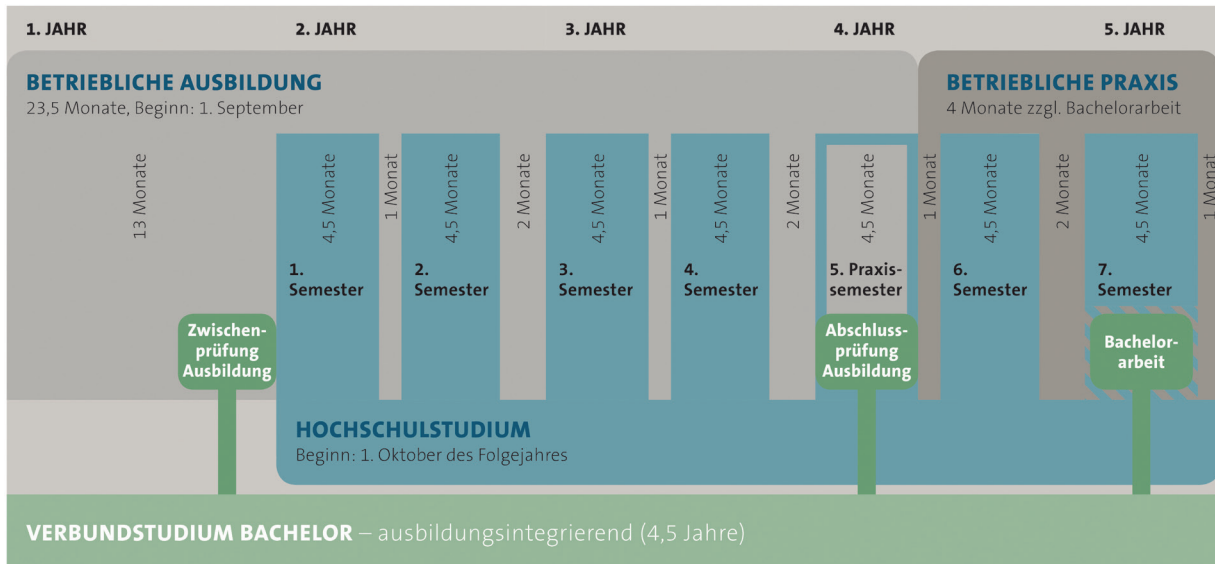 1. JAHR
2. JAHR
3. JAHR
4. JAHR
5. JAHR
BETRIEBLICHE AUSBILDUNG
23,5 Monate, Beginn: 1. September
BETRIEBLICHE PRAXIS
4 Monate zzgl. Bachelorarbeit
13 Monate
4,5 Monate
1 Monat
4,5 Monate
2 Monate
4,5 Monate
1 Monat
4,5 Monate
2 Monate
4,5 Monate
1 Monat
4,5 Monate
2 Monate
4,5 Monate
1 Monat
1.
Semester
2.
Semester
3.
Semester
4.
Semester
5. Praxis-
semester
6.
Semester
7.
Semester
Zwischen-
prüfung
Ausbildung
Abschluss-
prüfung
Ausbildung
Bachelor-
arbeit
HOCHSCHULSTUDIUM
Beginn: 1. Oktober des Folgejahres
VERBUNDSTUDIUM BACHELOR – ausbildungsintegrierend (4,5 Jahre)